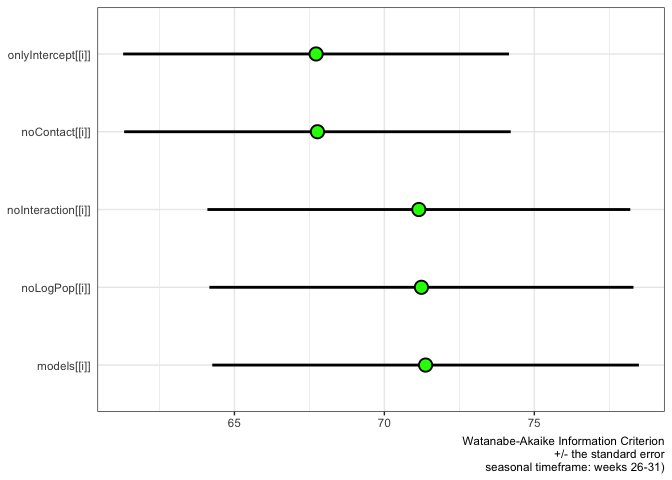 onlyIntercept[[i]]
noContact[[i]]
noInteraction[[i]]
noLogPop[[i]]
models[[i]]
65 70 75
Watanabe-Akaike Information Criterion
+/- the standard error
seasonal timeframe: weeks 26-31)